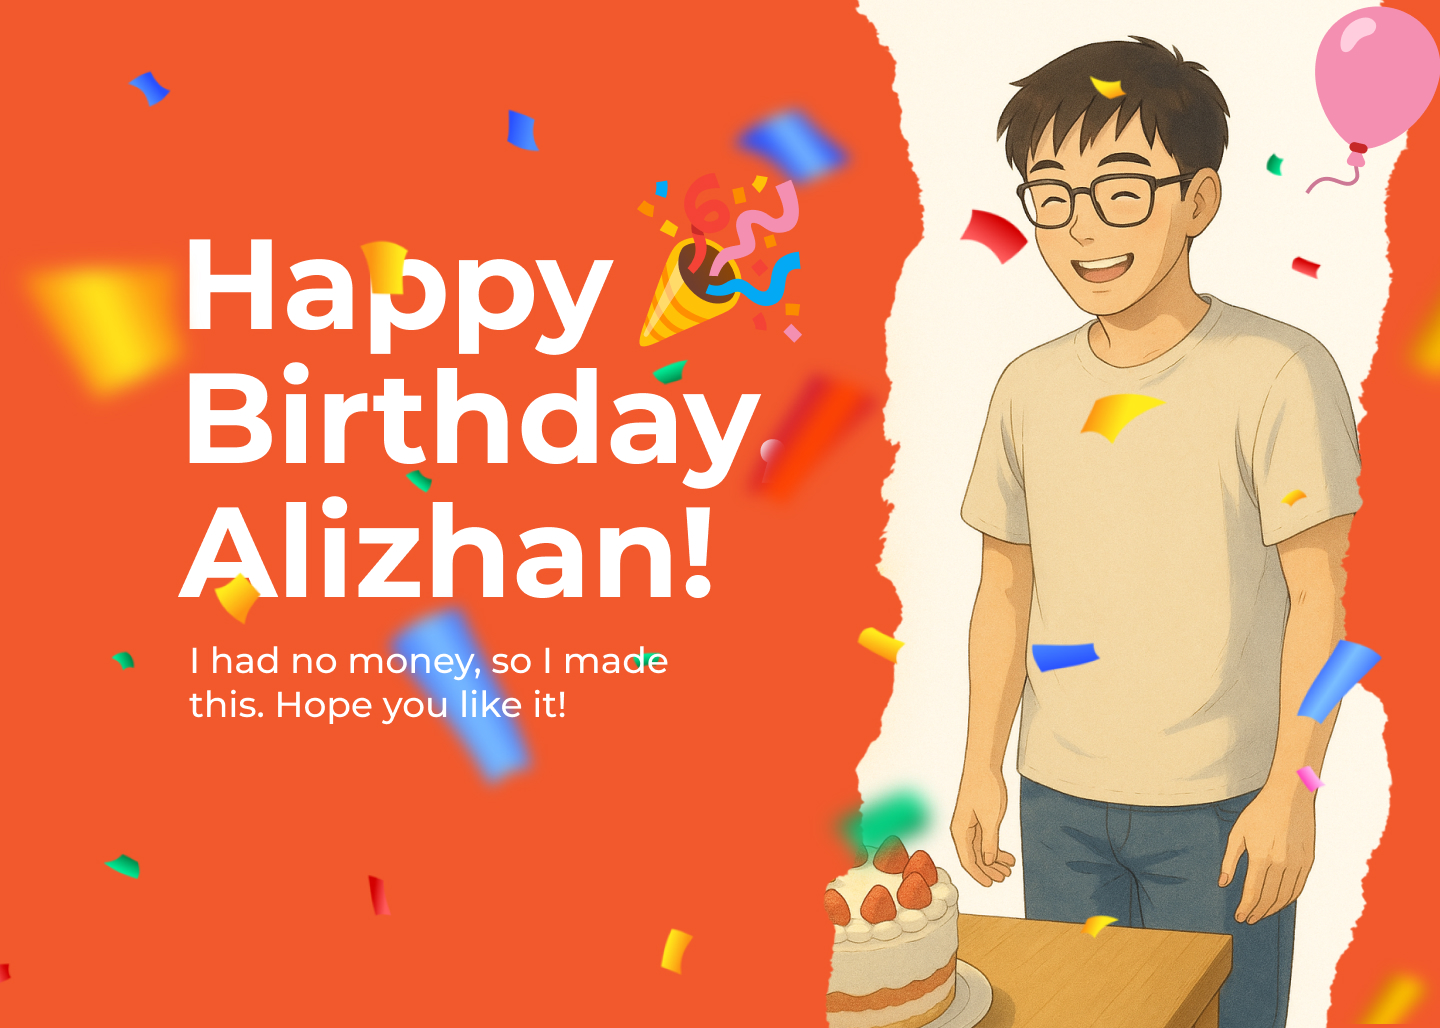 Happy
Birthday,
Alizhan!
I had no money, so I made
this. Hope you like it!